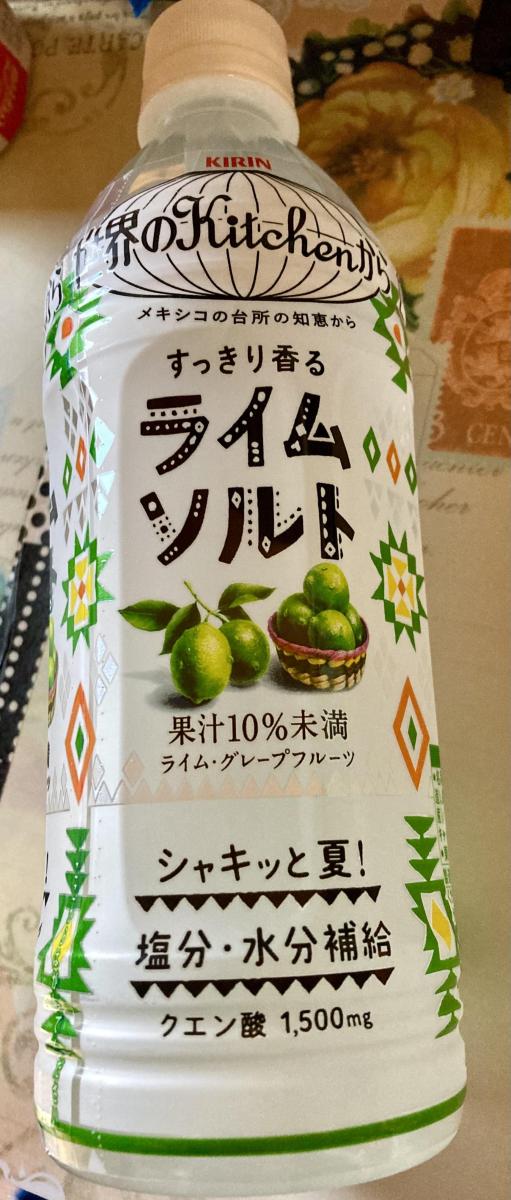 KIRIN
世界のKitchenから
メキシコの台所の知恵から
すっきり香る
ライム
ソルト
果汁10%未満
ライム・グレープフルーツ
シャキッと夏!
塩分・水分補給
クエン酸 1,500mg
CARTE PO
CEN